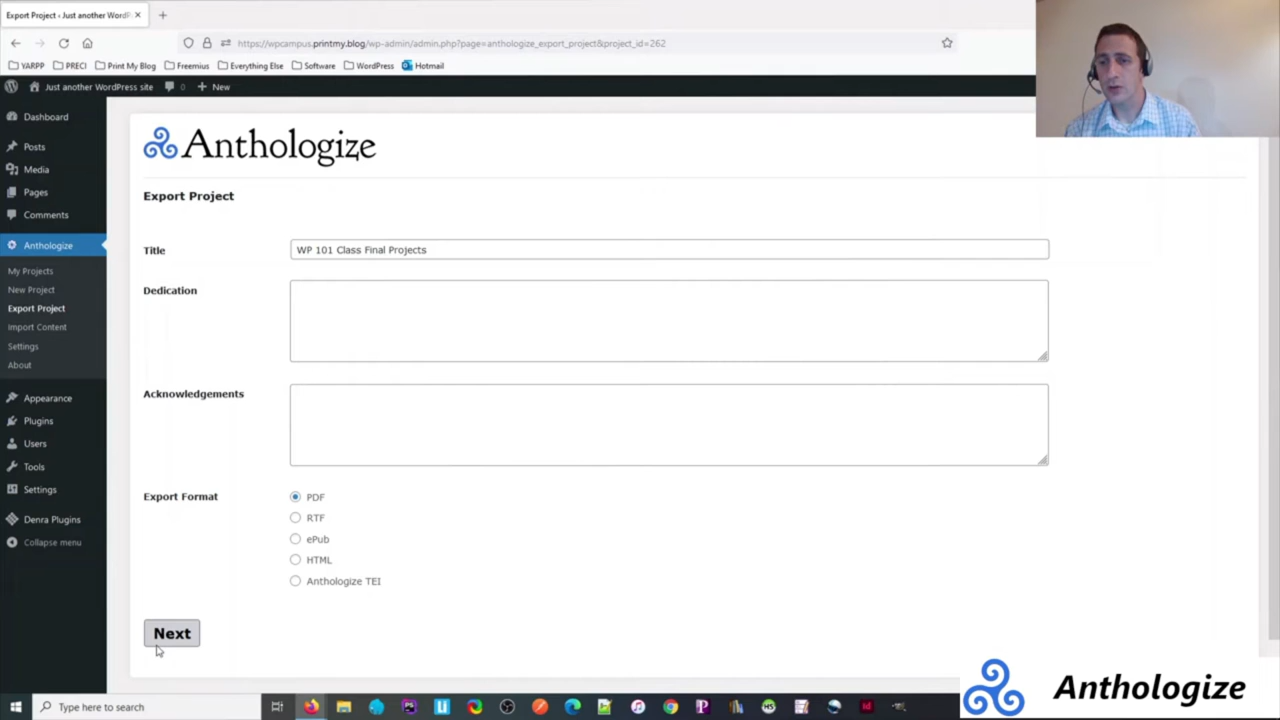 Export Project ‹ Just another WordP
https://wpcampus.printmy.blog/wp-admin/admin.php?page=anthologize_export_project&project_id=262
YARPP PRECI Print My Blog Freemius Everything Else Software WordPress Hotmail
Just another WordPress site 0 New
Dashboard
Posts
Media
Pages
Comments
Anthologize
My Projects
New Project
Export Project
Import Content
Settings
About
Appearance
Plugins
Users
Tools
Settings
Denra Plugins
Collapse menu
Anthologize
Export Project
Title
WP 101 Class Final Projects
Dedication
Acknowledgements
Export Format
PDF
RTF
ePub
HTML
Anthologize TEI
Next
Type here to search
Anthologize